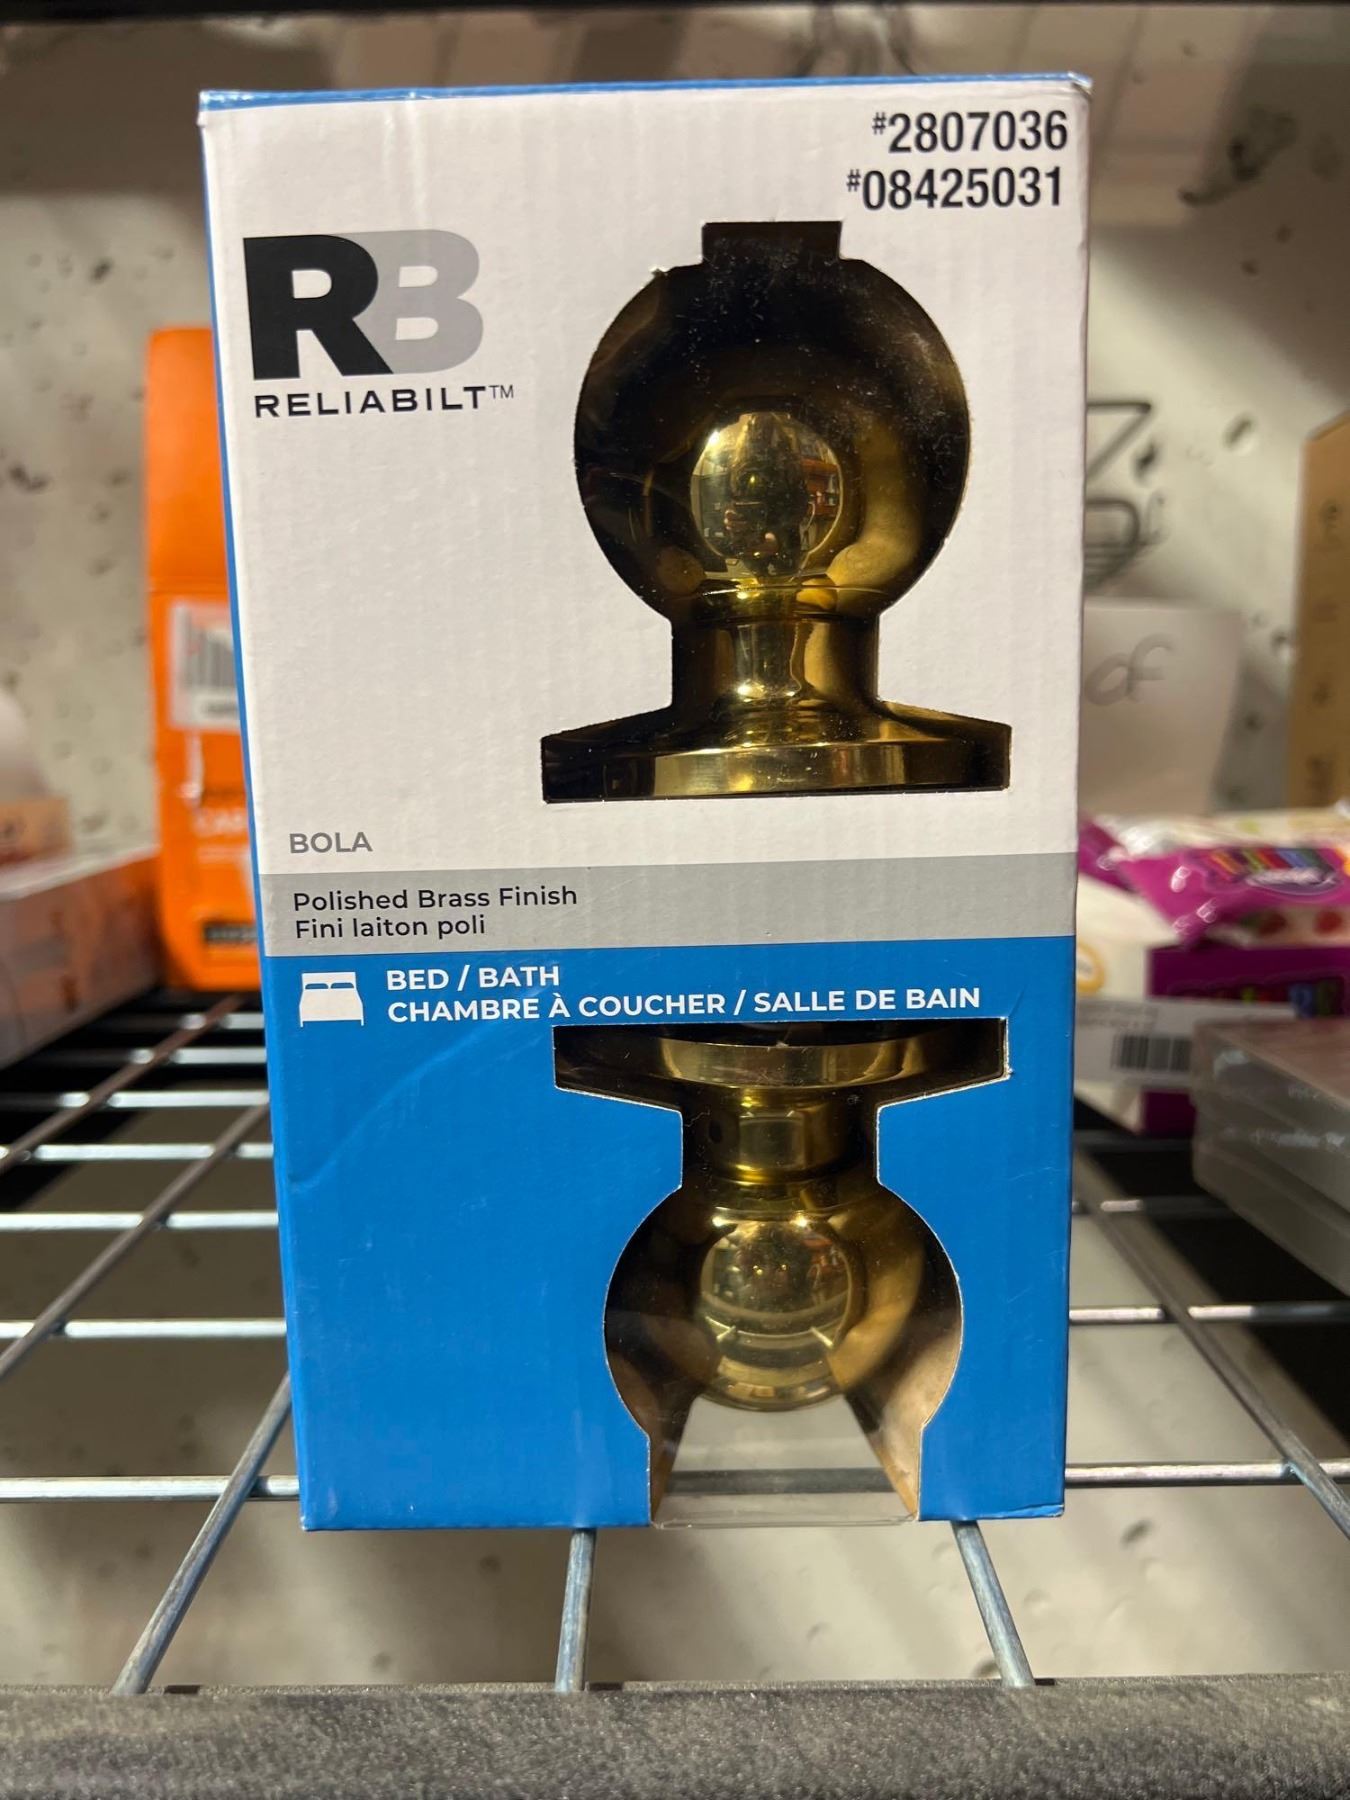 #2807036
#08425031
RB
RELIABILT™
BOLA
Polished Brass Finish
Fini laiton poli
BED / BATH
CHAMBRE À COUCHER / SALLE DE BAIN